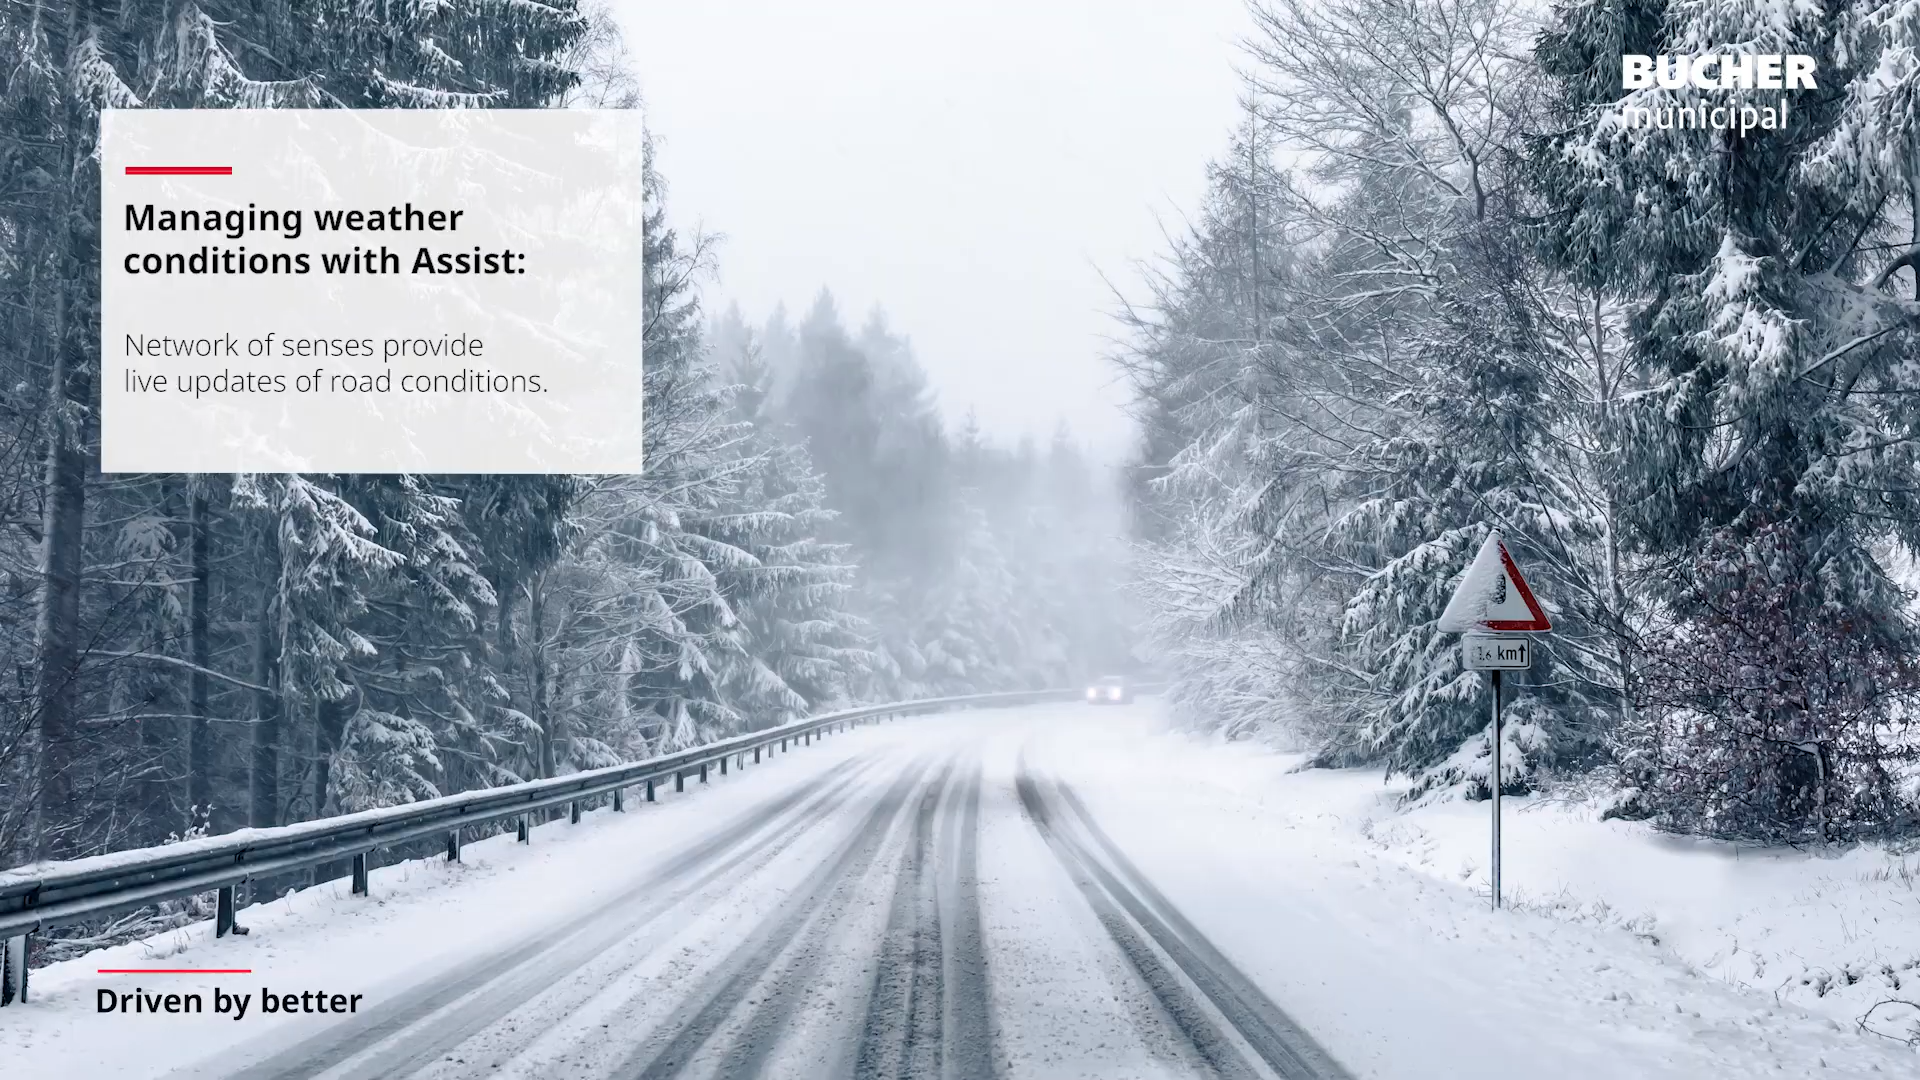 BUCHER
municipal
Managing weather
conditions with Assist:
Network of senses provide
live updates of road conditions.
km↑
Driven by better